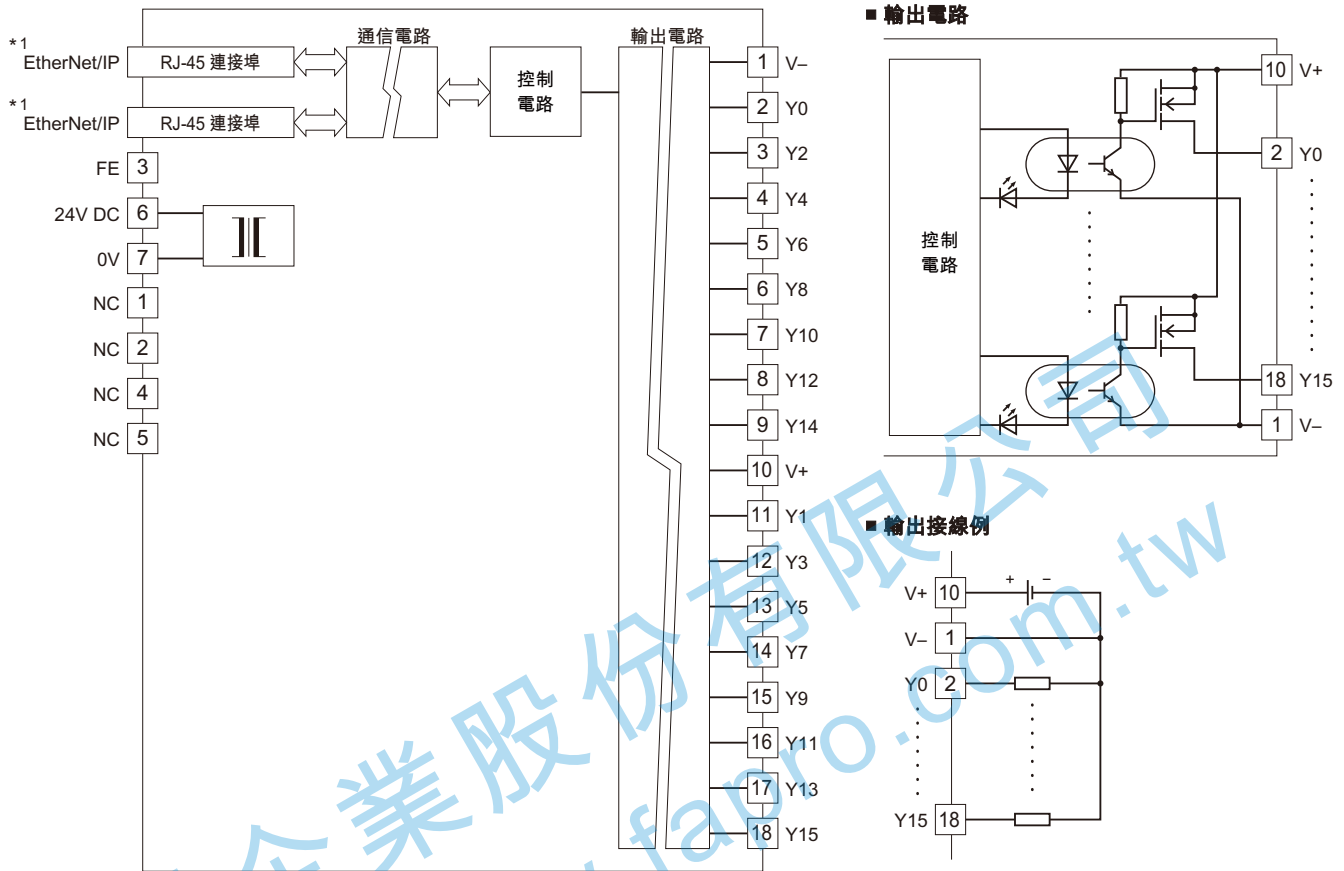 通信電路
輸出電路
*1
EtherNet/IP
RJ-45 連接埠
控制
電路
*1
EtherNet/IP
RJ-45 連接埠
FE 3
24V DC 6
0V 7
NC 1
NC 2
NC 4
NC 5
1 V–
2 Y0
3 Y2
4 Y4
5 Y6
6 Y8
7 Y10
8 Y12
9 Y14
10 V+
11 Y1
12 Y3
13 Y5
14 Y7
15 Y9
16 Y11
17 Y13
18 Y15
■ 輸出電路
控制
電路
10 V+
2 Y0
18 Y15
1 V–
■ 輸出接線例
V+ 10 + –
V– 1
Y0 2
Y15 18
企業股份有限公司
.fapro.com.tw